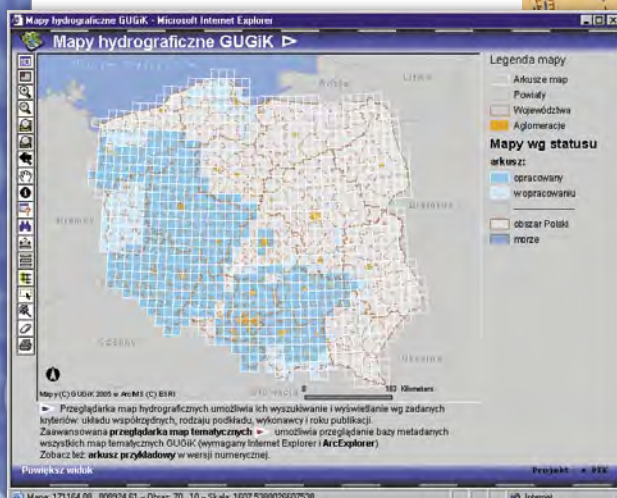 Mapy hydrograficzne GUGiK - Microsoft Internet Explorer
Mapy hydrograficzne GUGiK
Legenda mapy
Arkusze map
Powiaty
Województwa
Aglomeracje
Mapy wg statusu
arkusz:
opracowany
w opracowaniu
obszar Polski
morze
Litwa
Białoruś
Niemcy
Czechy
Ukraina
Słowacja
0 183 Kilometers
Mapy (C) GUGiK 2005 w ArcIMS (C) ESRI
Przeglądarka map hydrograficznych umożliwia ich wyszukiwanie i wyświetlanie wg zadanych
kryteriów: układu współrzędnych, rodzaju podkładu, wykonawcy i roku publikacji.
Zaawansowana przeglądarka map tematycznych umożliwia przeglądanie bazy metadanych
wszystkich map tematycznych GUGiK (wymagany Internet Explorer i ArcExplorer)
Zobacz też: arkusz przykładowy w wersji numerycznej.
Powiększ widok
Projekt
Internet